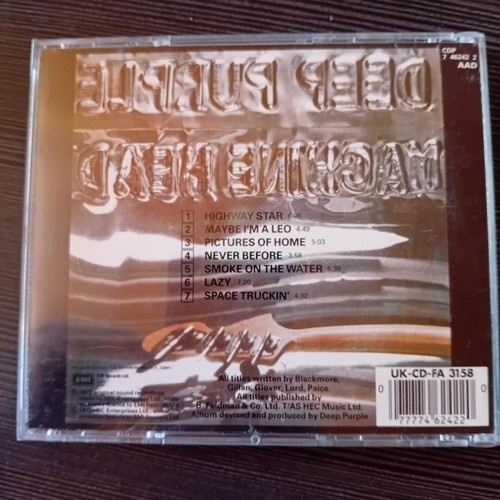 CDP
7 46242 2
AAD
DEEP PURPLE
MACHINE HEAD
1 HIGHWAY STAR
2 MAYBE I'M A LEO 4.49
3 PICTURES OF HOME 5.03
4 NEVER BEFORE 3.58
5 SMOKE ON THE WATER
6 LAZY 7.20
7 SPACE TRUCKIN' 4.32
EMI
All titles written by Blackmore,
Gillan, Glover, Lord, Paice.
All titles published by
B. Feldman & Co. Ltd. T/AS HEC Music Ltd.
Album devised and produced by Deep Purple
UK-CD-FA 3158
0 0
77774 62422